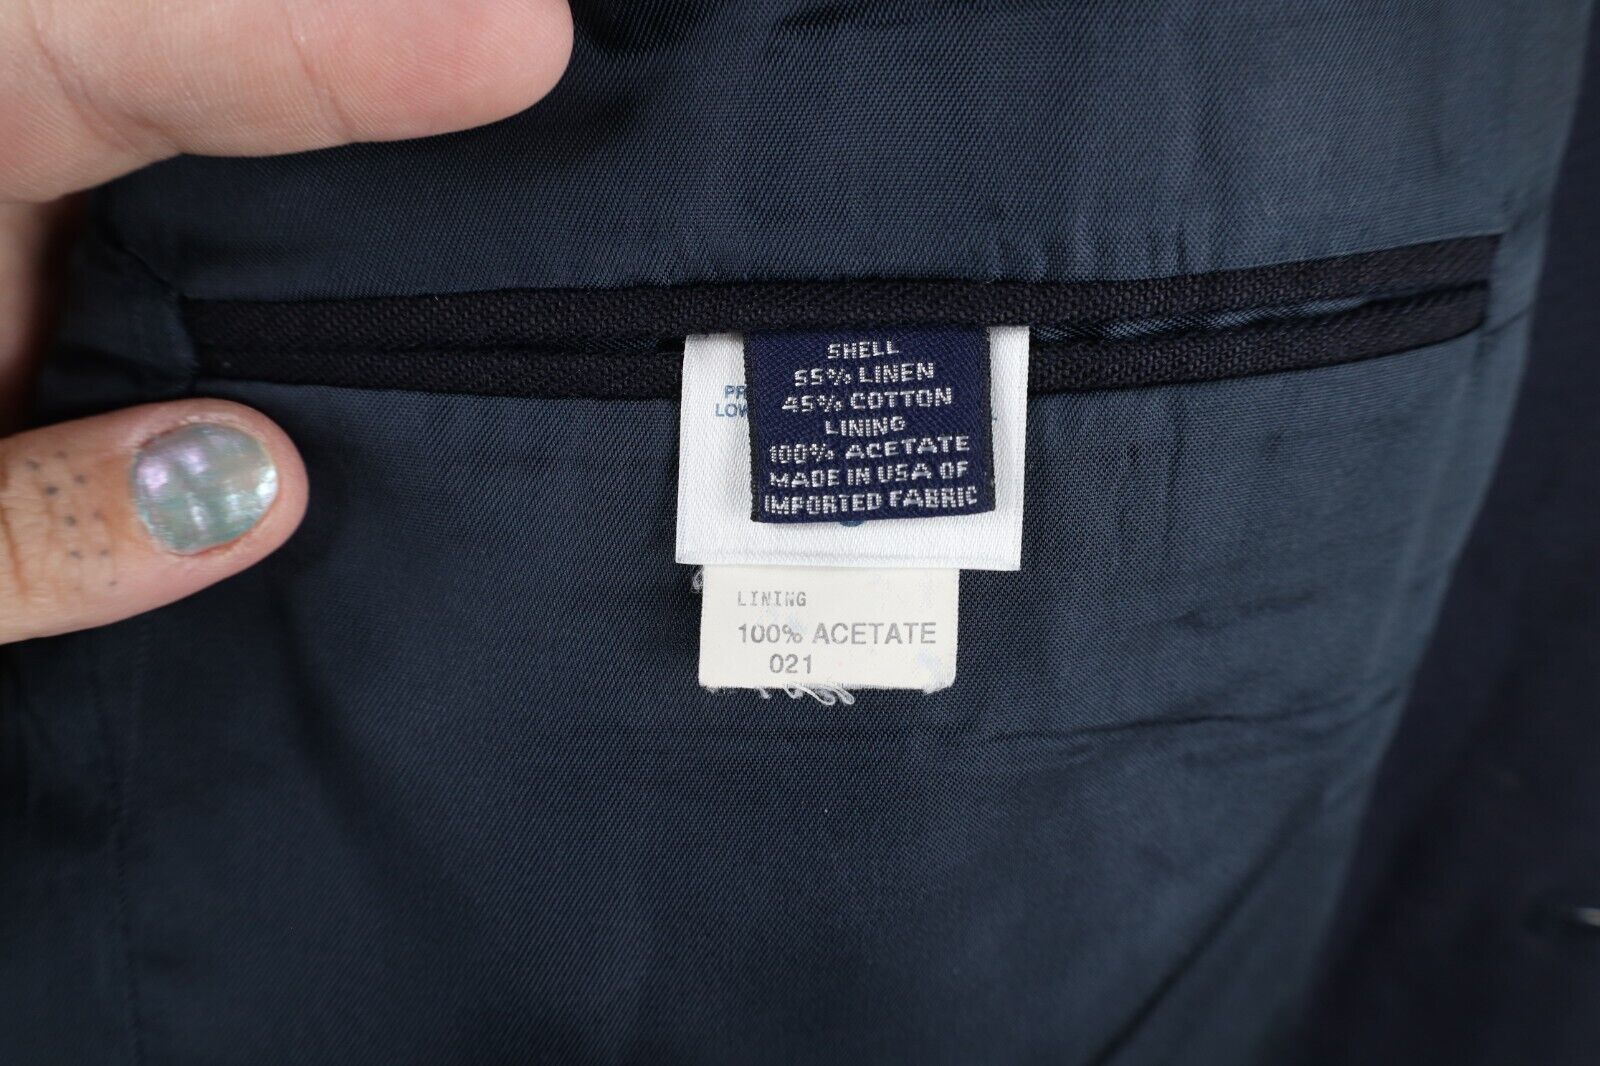 SHELL
55% LINEN
45% COTTON
LINING
100% ACETATE
MADE IN USA OF
IMPORTED FABRIC
LINING
100% ACETATE
021